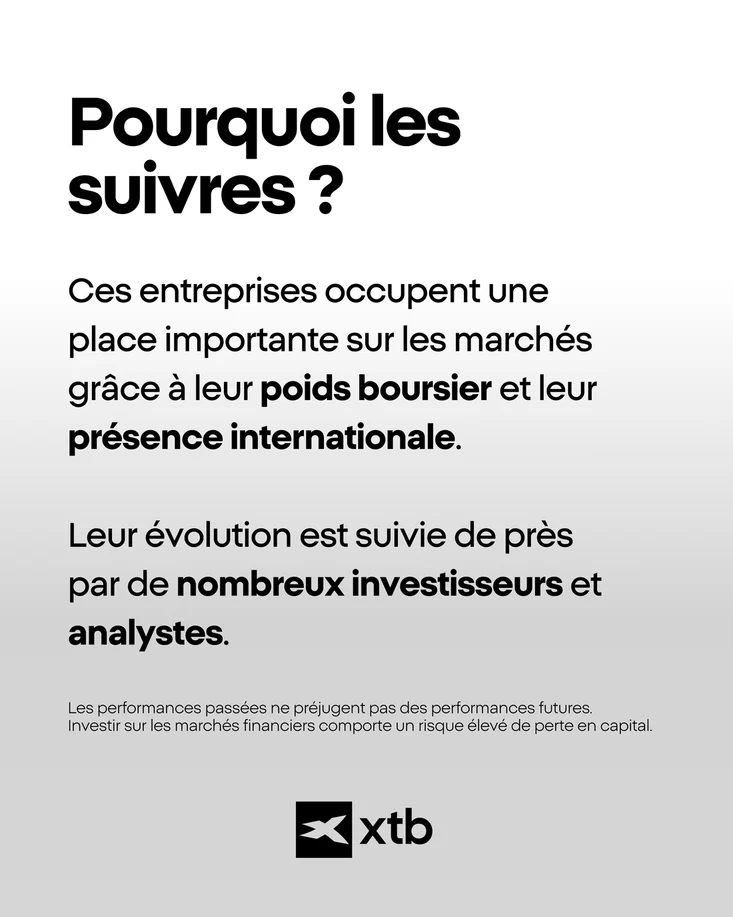 Pourquoi les
suivres ?
Ces entreprises occupent une
place importante sur les marchés
grâce à leur poids boursier et leur
présence internationale.
Leur évolution est suivie de près
par de nombreux investisseurs et
analystes.
Les performances passées ne préjugent pas des performances futures.
Investir sur les marchés financiers comporte un risque élevé de perte en capital.
xtb